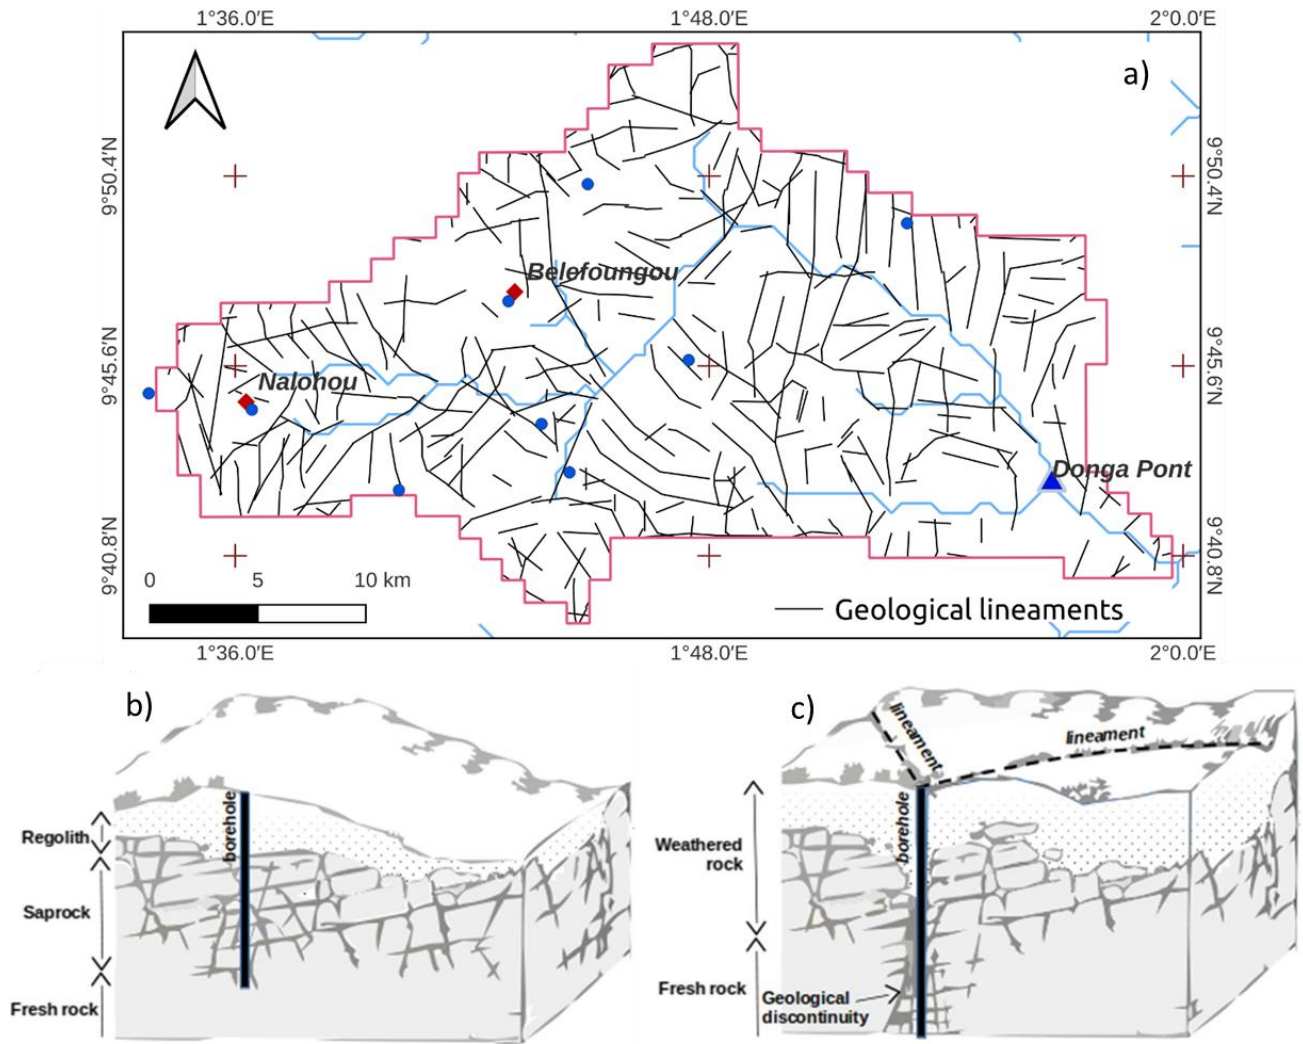 1°36.0′E
1°48.0′E
2°0.0′E
a)
9°50.4′N
9°50.4′N
Belefoungou
9°45.6′N
9°45.6′N
Nalohou
Donga Pont
9°40.8′N
9°40.8′N
0
5
10 km
Geological lineaments
1°36.0′E
1°48.0′E
2°0.0′E
b)
borehole
Regolith
Saprock
Fresh rock
c)
lineament
lineament
borehole
Weathered
rock
Fresh rock
Geological
discontinuity